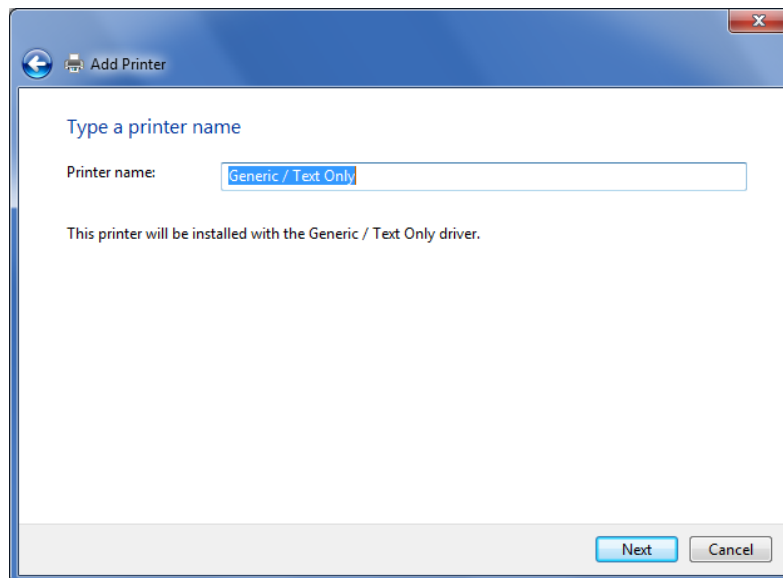 Add Printer
Type a printer name
Printer name: Generic / Text Only
This printer will be installed with the Generic / Text Only driver.
Next Cancel